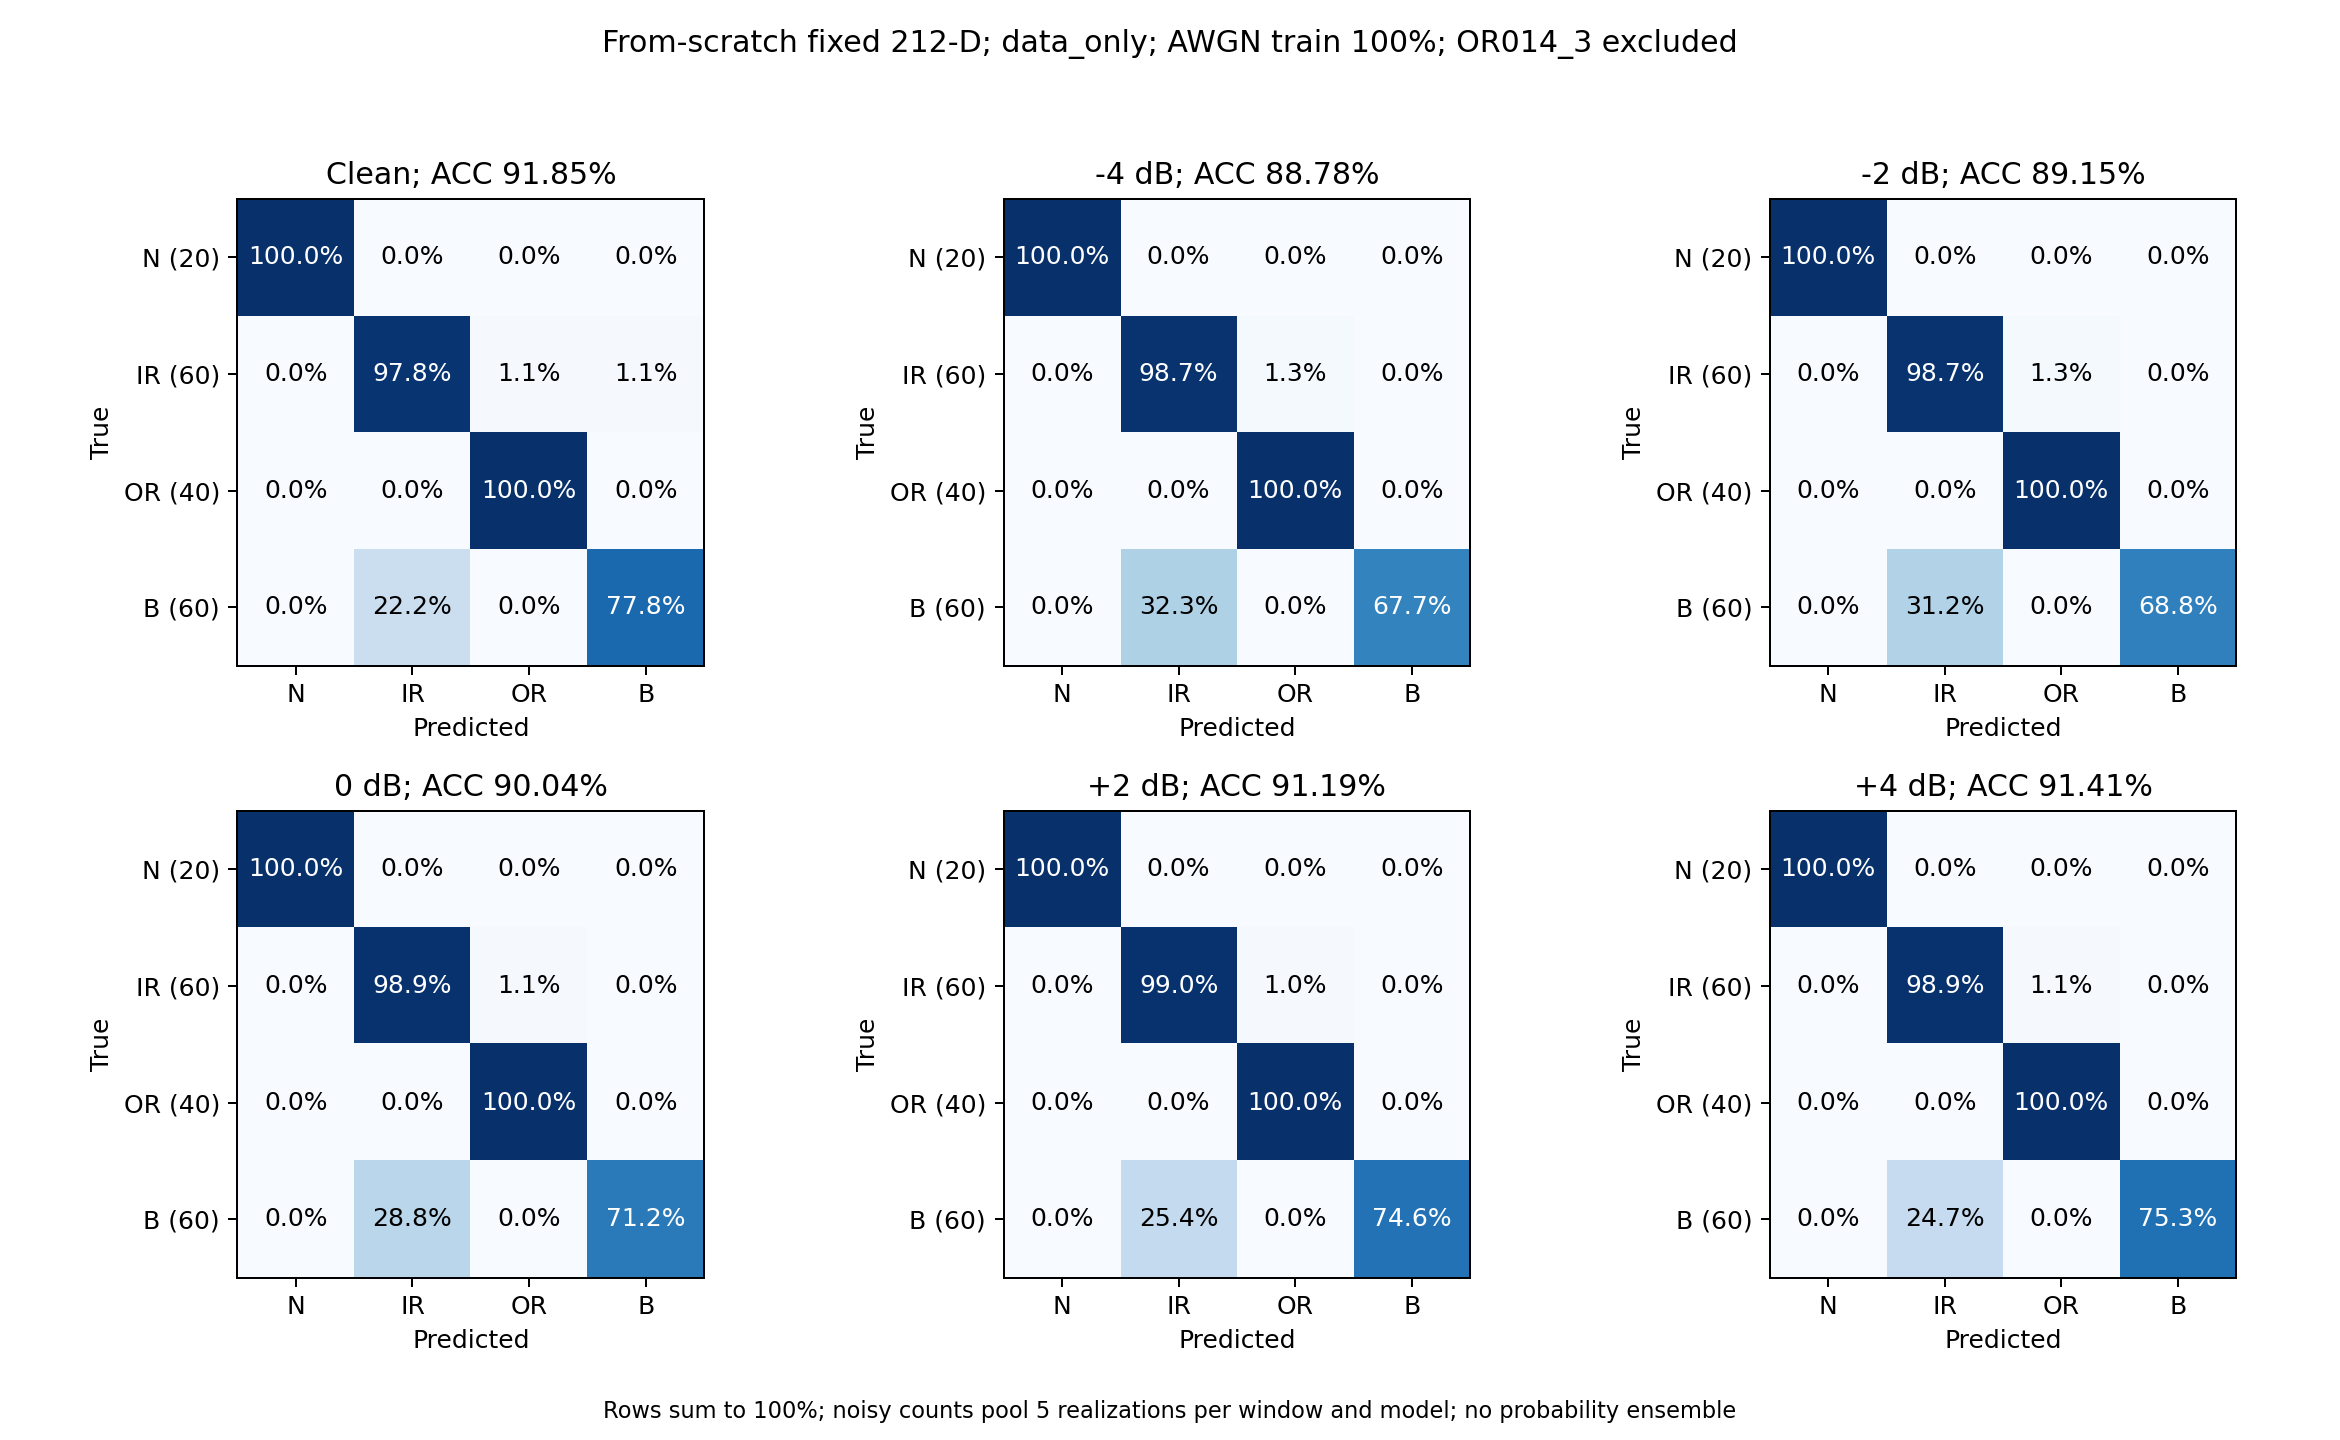 From-scratch fixed 212-D; data_only; AWGN train 100%; OR014_3 excluded
Clean; ACC 91.85%
True
N (20) 100.0% 0.0% 0.0% 0.0%
IR (60) 0.0% 97.8% 1.1% 1.1%
OR (40) 0.0% 0.0% 100.0% 0.0%
B (60) 0.0% 22.2% 0.0% 77.8%
N IR OR B
Predicted
-4 dB; ACC 88.78%
True
N (20) 100.0% 0.0% 0.0% 0.0%
IR (60) 0.0% 98.7% 1.3% 0.0%
OR (40) 0.0% 0.0% 100.0% 0.0%
B (60) 0.0% 32.3% 0.0% 67.7%
N IR OR B
Predicted
-2 dB; ACC 89.15%
True
N (20) 100.0% 0.0% 0.0% 0.0%
IR (60) 0.0% 98.7% 1.3% 0.0%
OR (40) 0.0% 0.0% 100.0% 0.0%
B (60) 0.0% 31.2% 0.0% 68.8%
N IR OR B
Predicted
0 dB; ACC 90.04%
True
N (20) 100.0% 0.0% 0.0% 0.0%
IR (60) 0.0% 98.9% 1.1% 0.0%
OR (40) 0.0% 0.0% 100.0% 0.0%
B (60) 0.0% 28.8% 0.0% 71.2%
N IR OR B
Predicted
+2 dB; ACC 91.19%
True
N (20) 100.0% 0.0% 0.0% 0.0%
IR (60) 0.0% 99.0% 1.0% 0.0%
OR (40) 0.0% 0.0% 100.0% 0.0%
B (60) 0.0% 25.4% 0.0% 74.6%
N IR OR B
Predicted
+4 dB; ACC 91.41%
True
N (20) 100.0% 0.0% 0.0% 0.0%
IR (60) 0.0% 98.9% 1.1% 0.0%
OR (40) 0.0% 0.0% 100.0% 0.0%
B (60) 0.0% 24.7% 0.0% 75.3%
N IR OR B
Predicted
Rows sum to 100%; noisy counts pool 5 realizations per window and model; no probability ensemble